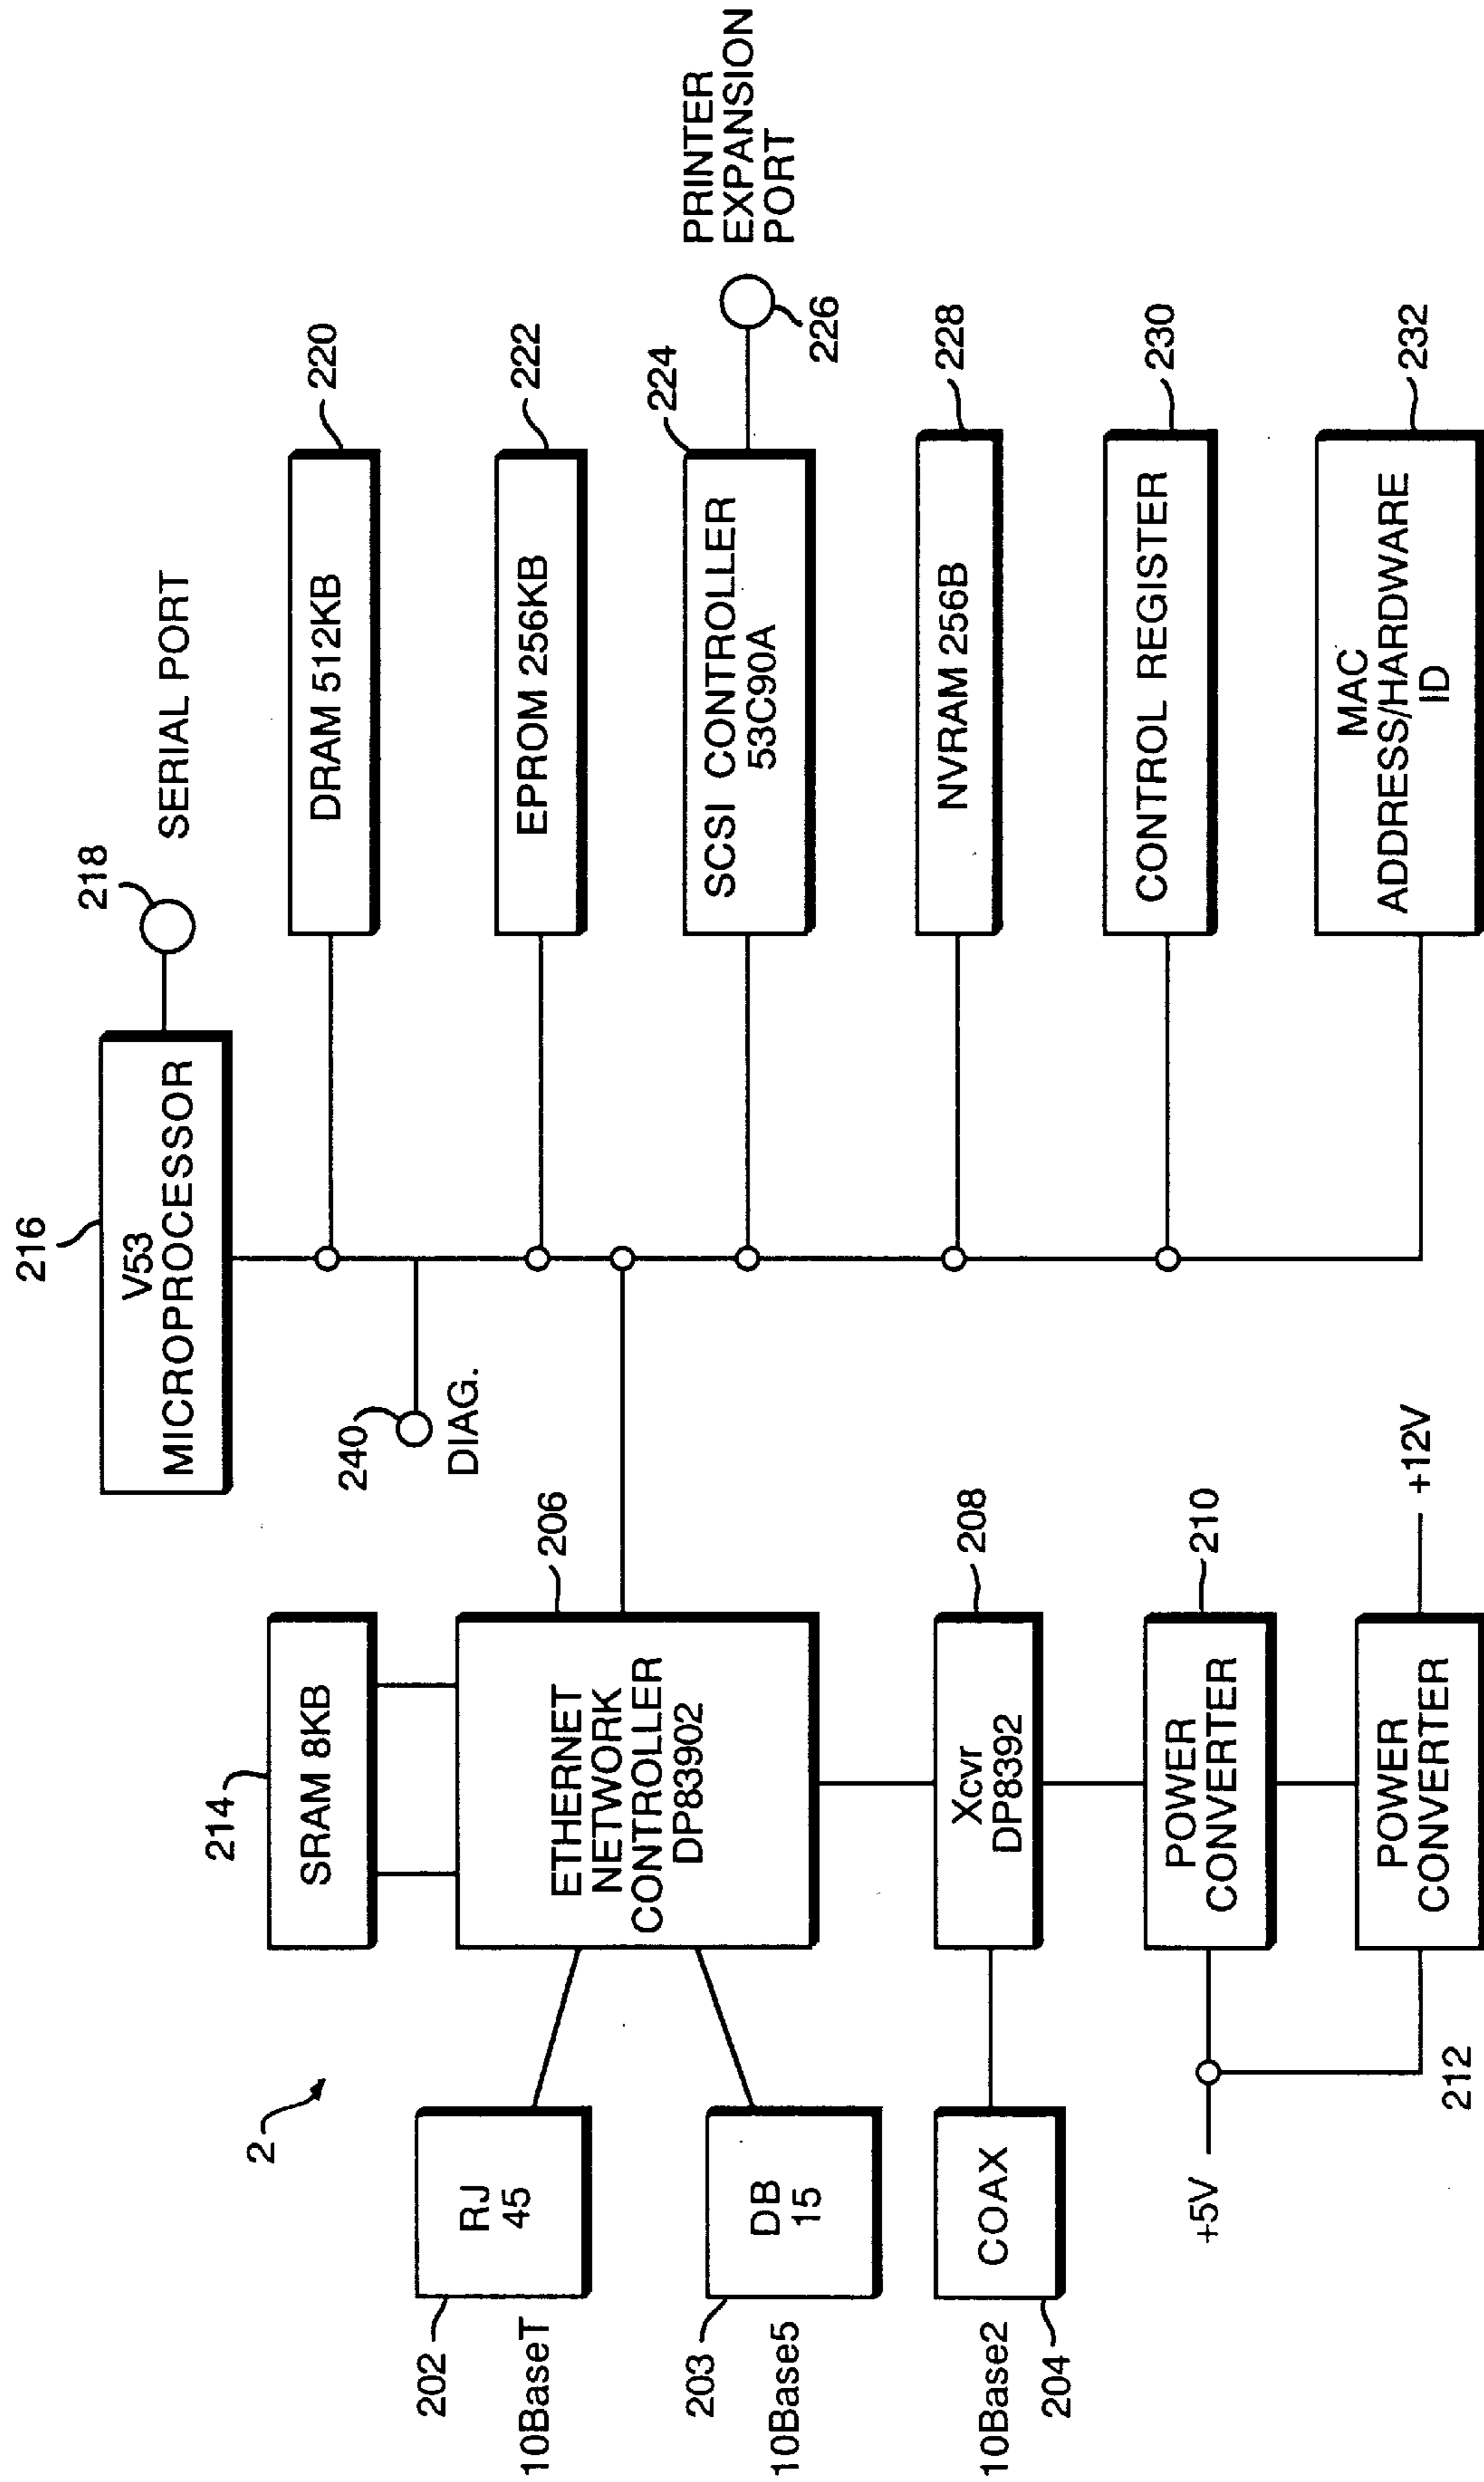 216
V53
MICROPROCESSOR
218
SERIAL PORT
240
DIAG.
220
DRAM 512KB
222
EPROM 256KB
224
SCSI CONTROLLER
53C90A
226
PRINTER
EXPANSION
PORT
228
NVRAM 256B
230
CONTROL REGISTER
232
MAC
ADDRESS/HARDWARE
ID
2
214
SRAM 8KB
206
ETHERNET
NETWORK
CONTROLLER
DP83902
202
RJ
45
10BaseT
203
DB
15
10Base5
204
COAX
10Base2
208
Xcvr
DP8392
210
POWER
CONVERTER
+5V
212
POWER
CONVERTER
+12V